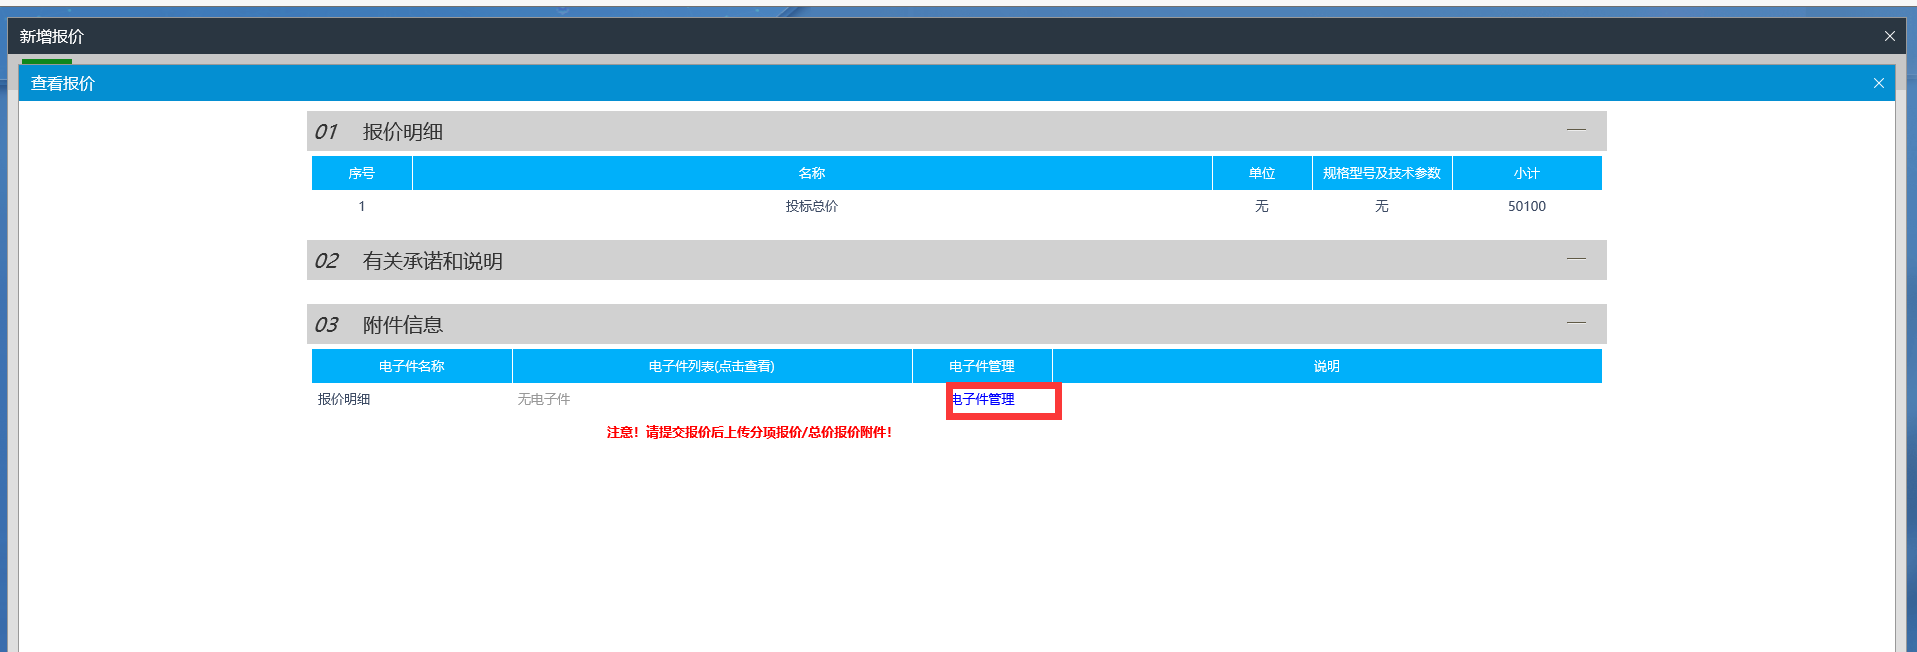 新增报价
查看报价
01 报价明细
序号 名称 单位 规格型号及技术参数 小计
1 投标总价 无 无 50100
02 有关承诺和说明
03 附件信息
电子件名称 电子件列表(点击查看) 电子件管理 说明
报价明细 无电子件 电子件管理
注意！请提交报价后上传分项报价/总价报价附件！